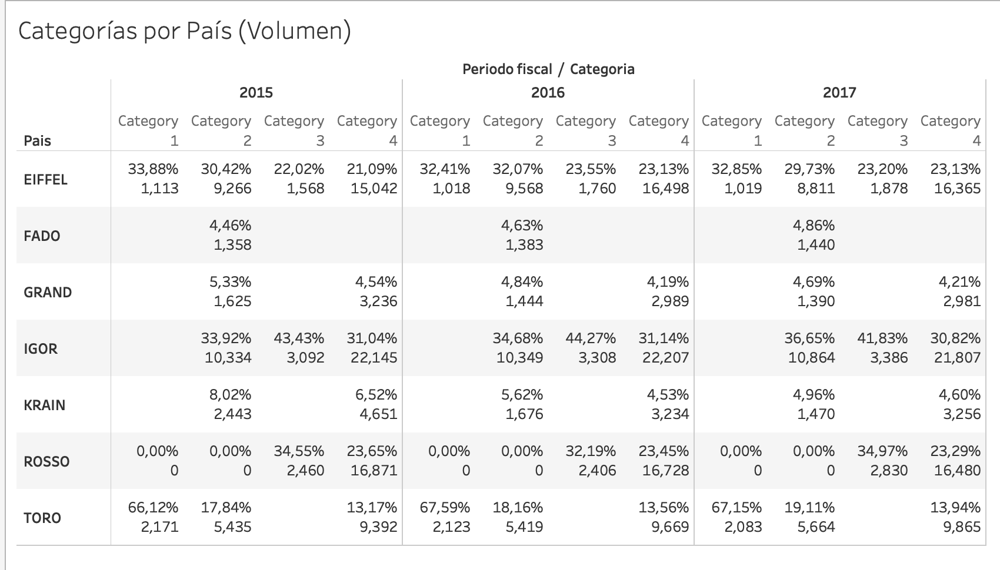 Categorías por País (Volumen)
Periodo fiscal / Categoria
2015 2016 2017
Category Category Category Category Category Category Category Category Category Category Category Category
Pais 1 2 3 4 1 2 3 4 1 2 3 4
33,88% 30,42% 22,02% 21,09% 32,41% 32,07% 23,55% 23,13% 32,85% 29,73% 23,20% 23,13%
EIFFEL
1,113 9,266 1,568 15,042 1,018 9,568 1,760 16,498 1,019 8,811 1,878 16,365
4,46% 4,63% 4,86%
FADO
1,358 1,383 1,440
5,33% 4,54% 4,84% 4,19% 4,69% 4,21%
GRAND
1,625 3,236 1,444 2,989 1,390 2,981
33,92% 43,43% 31,04% 34,68% 44,27% 31,14% 36,65% 41,83% 30,82%
IGOR
10,334 3,092 22,145 10,349 3,308 22,207 10,864 3,386 21,807
8,02% 6,52% 5,62% 4,53% 4,96% 4,60%
KRAIN
2,443 4,651 1,676 3,234 1,470 3,256
0,00% 0,00% 34,55% 23,65% 0,00% 0,00% 32,19% 23,45% 0,00% 0,00% 34,97% 23,29%
ROSSO
0 0 2,460 16,871 0 0 2,406 16,728 0 0 2,830 16,480
66,12% 17,84% 13,17% 67,59% 18,16% 13,56% 67,15% 19,11% 13,94%
TORO
2,171 5,435 9,392 2,123 5,419 9,669 2,083 5,664 9,865